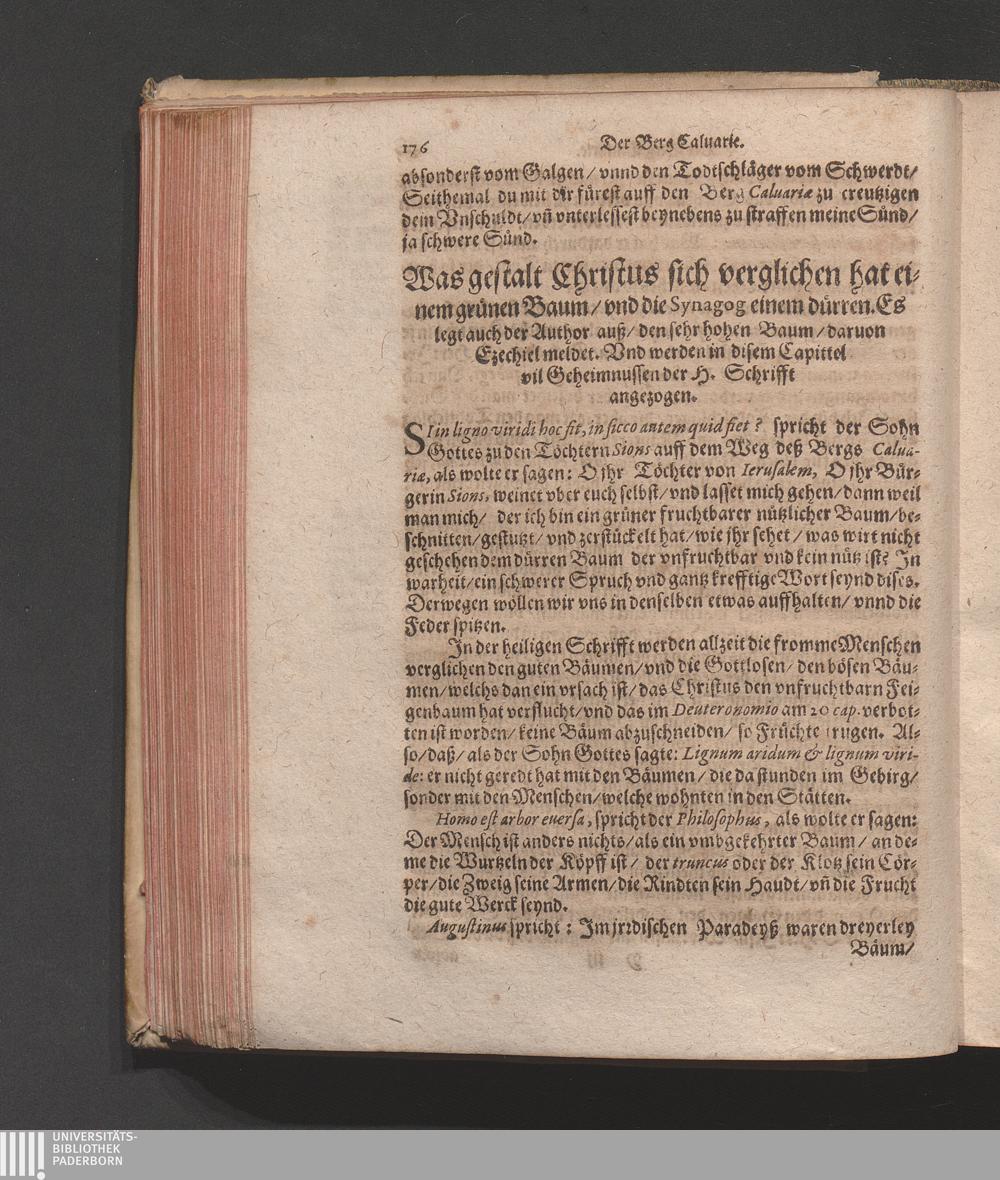 176 Der Berg Caluarie.
absonderst vom Galgen / vnnd den Todtschläger vom Schwerdt/
Seithemal du mit dir fürest auff den Berg Caluariæ zu creutzigen
dein Vnschuldt / vñ vnterlessest beynebens zu straffen meine Sünd /
ja schwere Sünd.
Was gestalt Christus sich verglichen hat ei-
nem grünen Baum / vnd die Synagog einem dürren. Es
legt auch der Author auß / den sehr hohen Baum / daruon
Ezechiel meldet. Vnd werden in disem Capittel
vil Geheimnussen der H. Schrifft
angezogen.
SI in ligno viridi hoc fit, in sicco autem quid fiet? spricht der Sohn
Gottes zu den Töchtern Sions auff dem Weg deß Bergs Calua-
riæ, als wolte er sagen: O jhr Töchter von Ierusalem, O jhr Bür-
gerin Sions, weinet vber euch selbst / vnd lasset mich gehen / dann weil
man mich / der ich bin ein grüner fruchtbarer nützlicher Baum / be-
schnitten / gestutzt / vnd zerstückelt hat / wie jhr sehet / was wirt nicht
geschehen dem dürren Baum der vnfruchtbar vnd kein nütz ist? In
warheit / ein schwerer Spruch vnd gantz krefftige Wort seynd dises.
Derwegen wöllen wir vns in denselben etwas auffhalten / vnnd die
Feder spitzen.
In der heiligen Schrifft werden allzeit die fromme Menschen
verglichen den guten Bäumen / vnd die Gottlosen / den bösen Bäu-
men / welchs dan ein vrsach ist / das Christus den vnfruchtbarn Fei-
genbaum hat verflucht / vnd das im Deuteronomio am 20 cap. verbot-
ten ist worden / keine Bäum abzuschneiden / so Früchte trugen. Al-
so / daß / als der Sohn Gottes sagte: Lignum aridum & lignum viri-
de: er nicht geredt hat mit den Bäumen / die da stunden im Gebirg /
sonder mit den Menschen / welche wohnten in den Stätten.
Homo est arbor euersa, spricht der Philosophus, als wolte er sagen:
Der Mensch ist anders nichts / als ein vmbgekehrter Baum / an de-
me die Wurtzeln der Köpff ist / der truncus oder der Klotz sein Cör-
per / die Zweig seine Armen / die Rindten sein Haudt / vñ die Frucht
die gute Werck seynd.
Augustinus spricht: Im jrrdischen Paradeyß waren dreyerley
Bäum/
UNIVERSITÄTS-
BIBLIOTHEK
PADERBORN